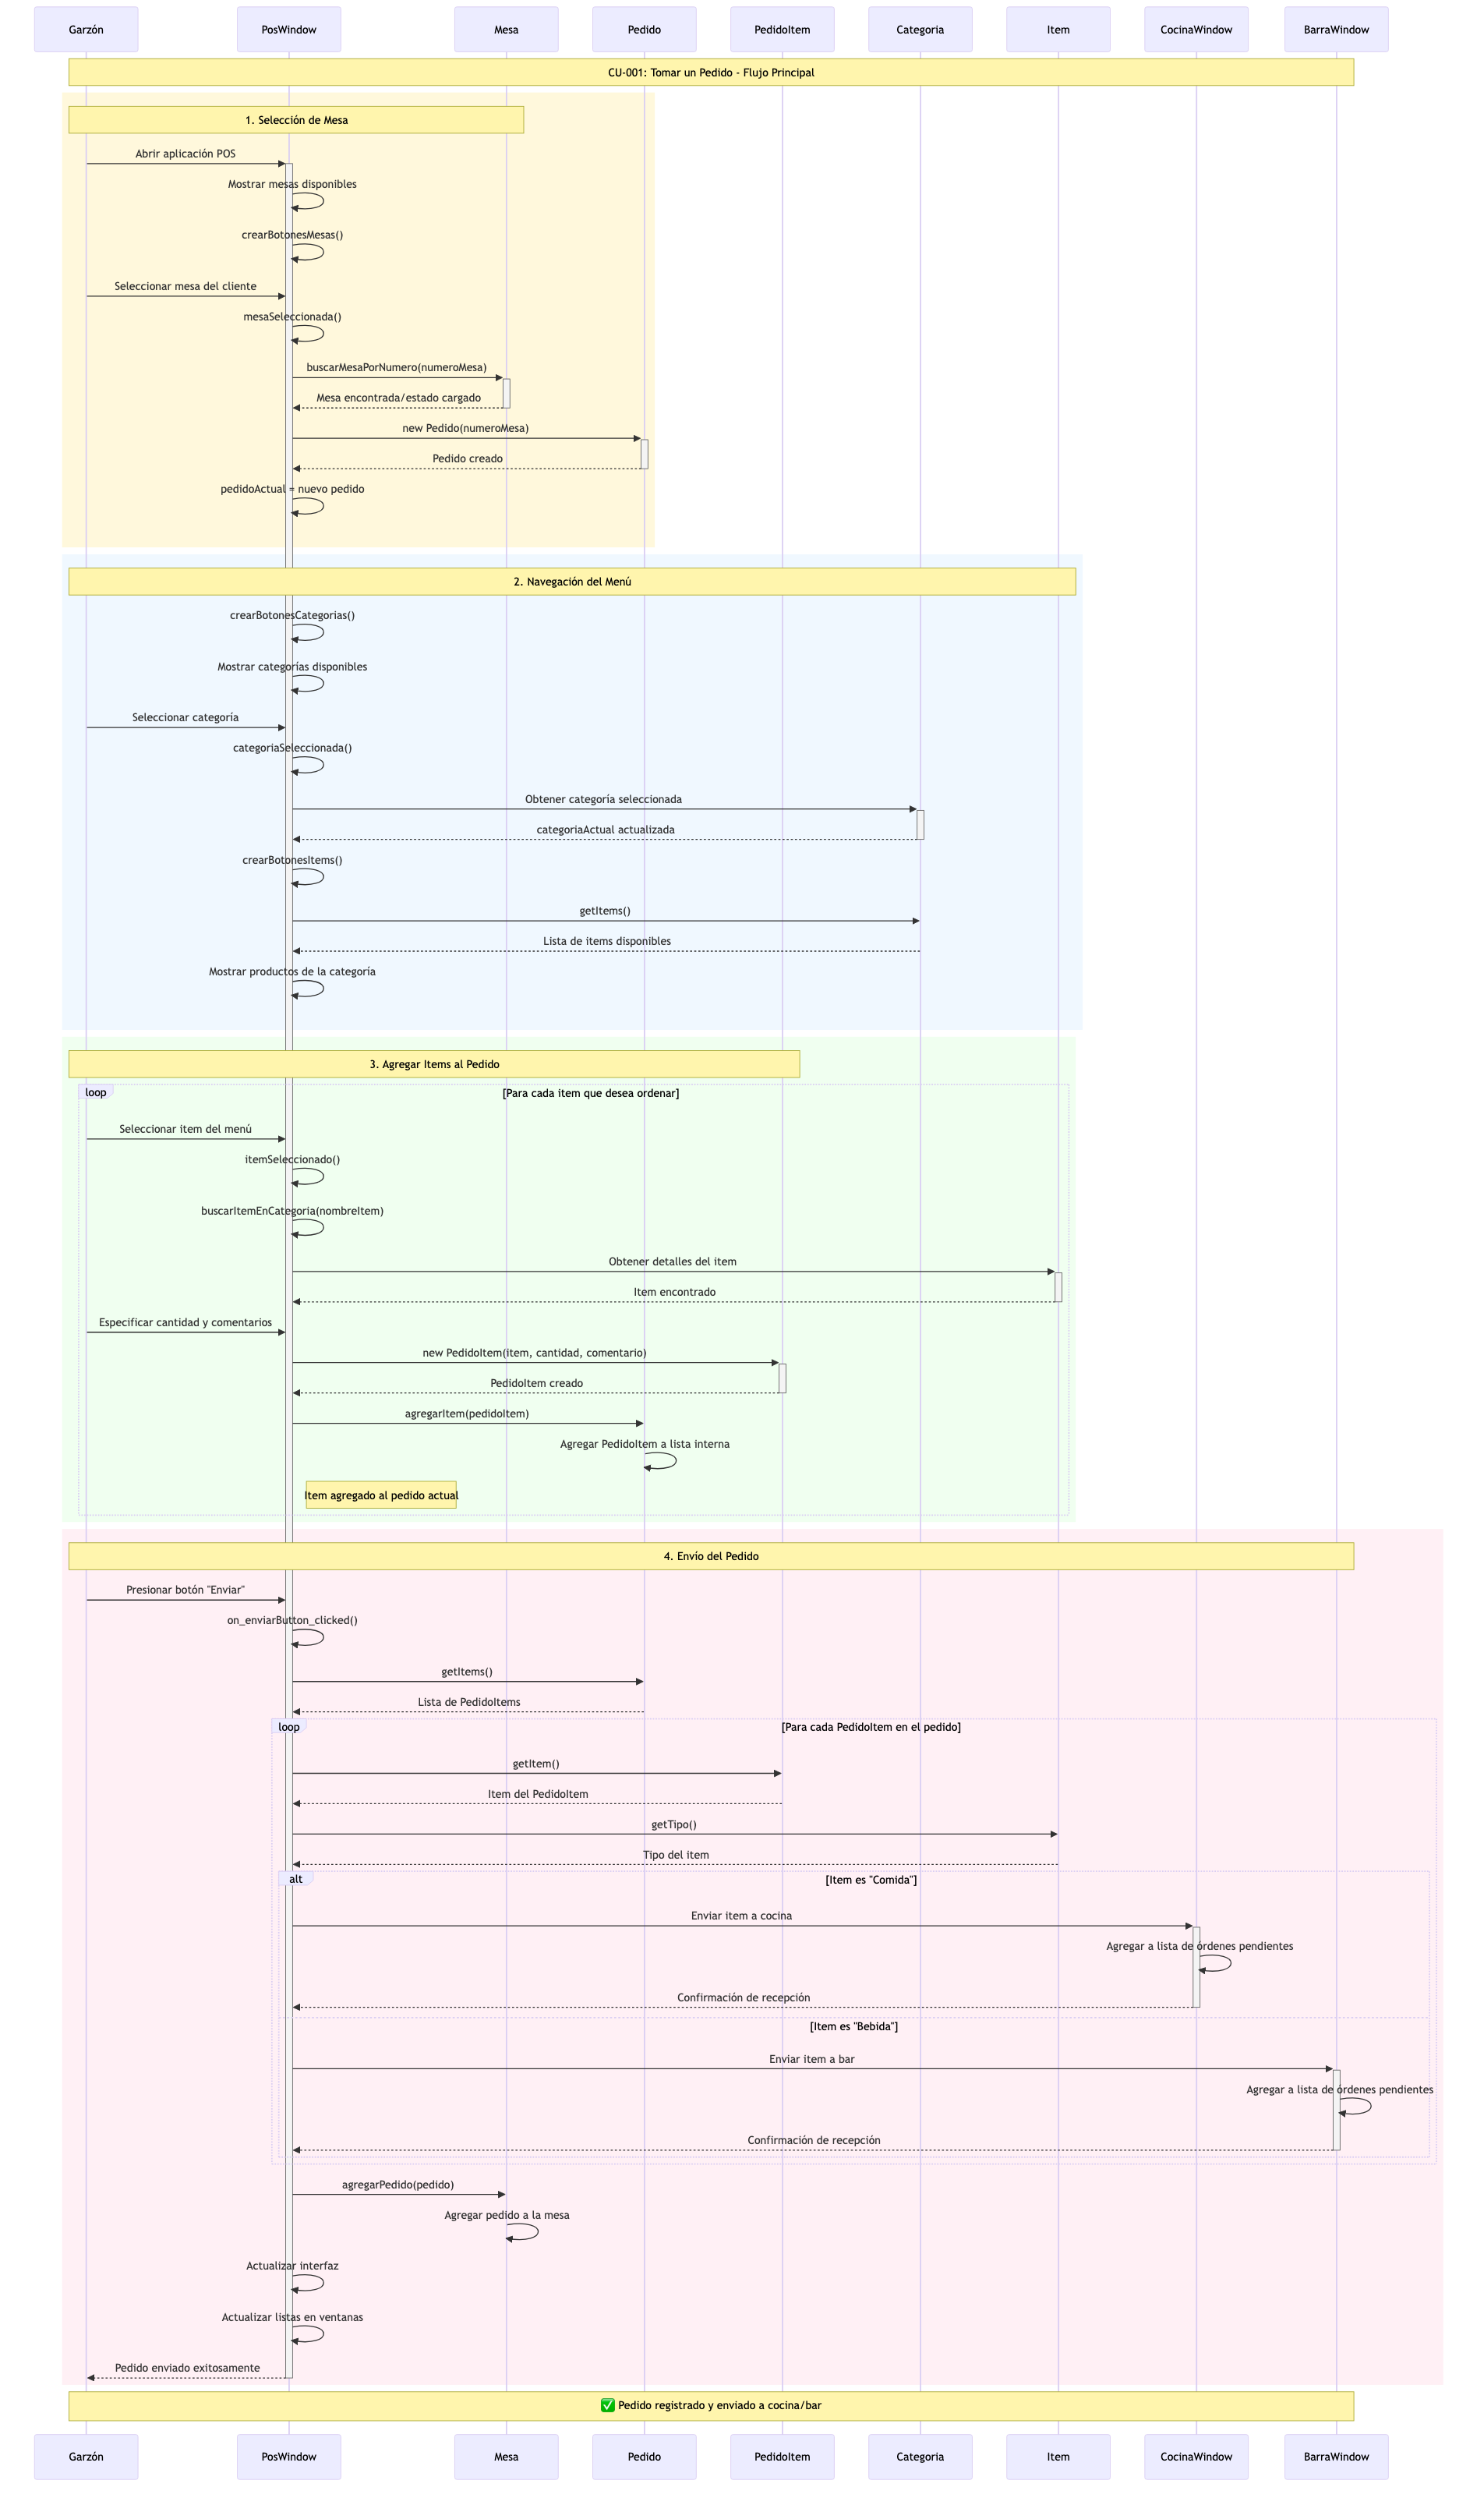 Garzón
PosWindow
Mesa
Pedido
PedidoItem
Categoria
Item
CocinaWindow
BarraWindow
CU-001: Tomar un Pedido - Flujo Principal
1. Selección de Mesa
Abrir aplicación POS
Mostrar mesas disponibles
crearBotonesMesas()
Seleccionar mesa del cliente
mesaSeleccionada()
buscarMesaPorNumero(numeroMesa)
Mesa encontrada/estado cargado
new Pedido(numeroMesa)
Pedido creado
pedidoActual = nuevo pedido
2. Navegación del Menú
crearBotonesCategorias()
Mostrar categorías disponibles
Seleccionar categoría
categoriaSeleccionada()
Obtener categoría seleccionada
categoriaActual actualizada
crearBotonesItems()
getItems()
Lista de items disponibles
Mostrar productos de la categoría
3. Agregar Items al Pedido
loop
[Para cada item que desea ordenar]
Seleccionar item del menú
itemSeleccionado()
buscarItemEnCategoria(nombreItem)
Obtener detalles del item
Item encontrado
Especificar cantidad y comentarios
new PedidoItem(item, cantidad, comentario)
PedidoItem creado
agregarItem(pedidoItem)
Agregar PedidoItem a lista interna
Item agregado al pedido actual
4. Envío del Pedido
Presionar botón "Enviar"
on_enviarButton_clicked()
getItems()
Lista de PedidoItems
loop
[Para cada PedidoItem en el pedido]
getItem()
Item del PedidoItem
getTipo()
Tipo del item
alt
[Item es "Comida"]
Enviar item a cocina
Agregar a lista de órdenes pendientes
Confirmación de recepción
[Item es "Bebida"]
Enviar item a bar
Agregar a lista de órdenes pendientes
Confirmación de recepción
agregarPedido(pedido)
Agregar pedido a la mesa
Actualizar interfaz
Actualizar listas en ventanas
Pedido enviado exitosamente
✅ Pedido registrado y enviado a cocina/bar
Garzón
PosWindow
Mesa
Pedido
PedidoItem
Categoria
Item
CocinaWindow
BarraWindow